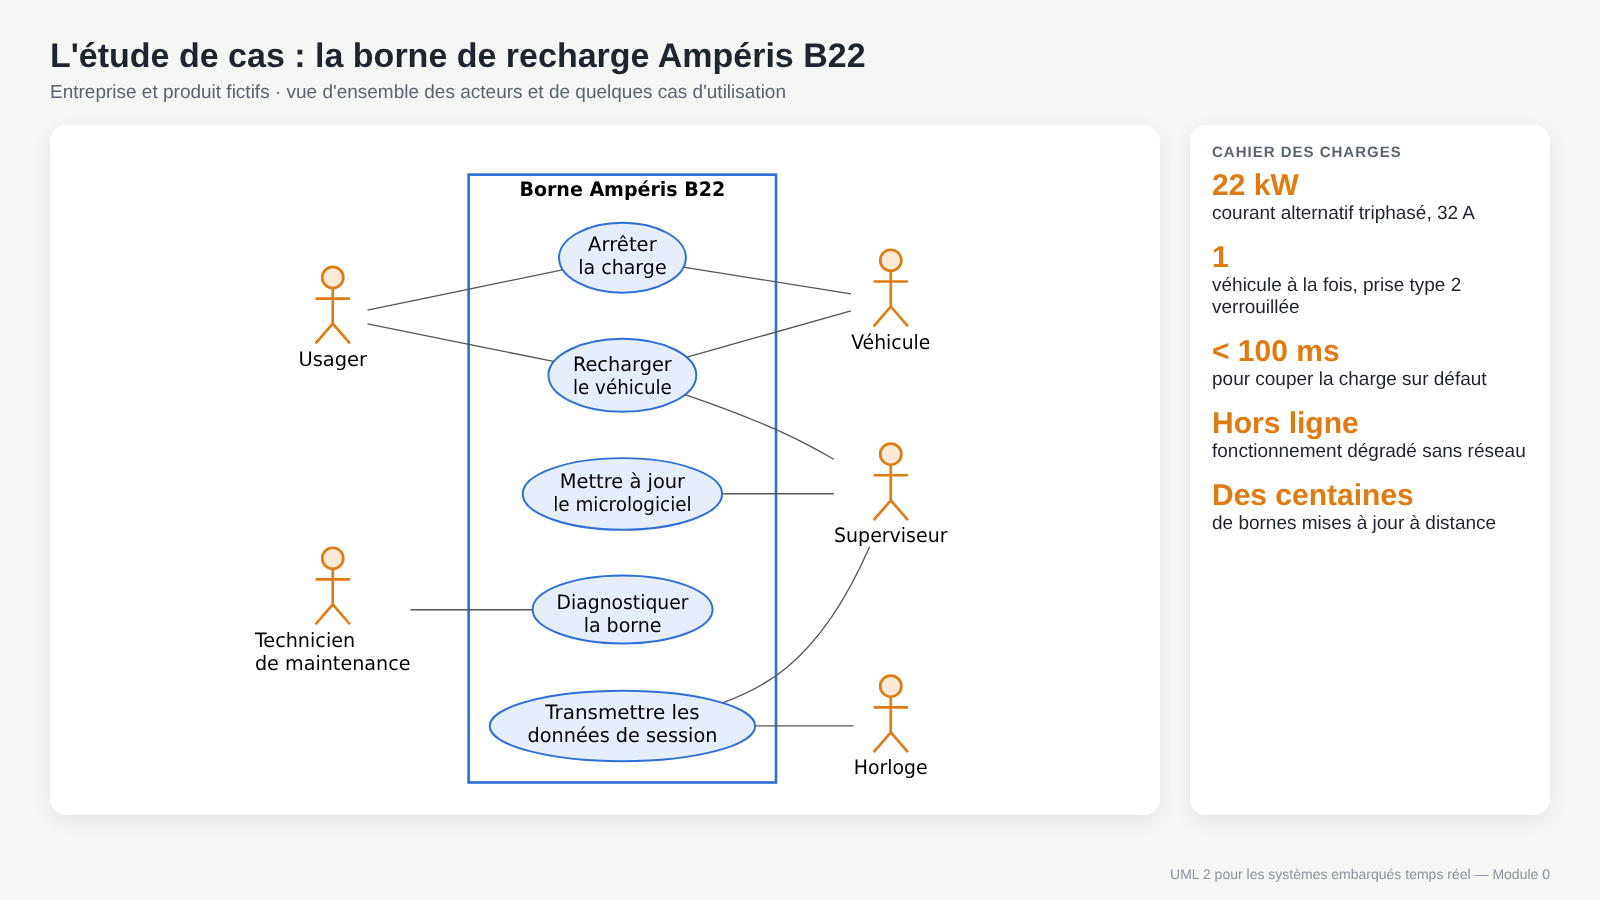 L'étude de cas : la borne de recharge Ampéris B22
Entreprise et produit fictifs · vue d'ensemble des acteurs et de quelques cas d'utilisation
Borne Ampéris B22
Arrêter
la charge
Recharger
le véhicule
Mettre à jour
le micrologiciel
Diagnostiquer
la borne
Transmettre les
données de session
Usager
Technicien
de maintenance
Véhicule
Superviseur
Horloge
CAHIER DES CHARGES
22 kW
courant alternatif triphasé, 32 A
1
véhicule à la fois, prise type 2
verrouillée
< 100 ms
pour couper la charge sur défaut
Hors ligne
fonctionnement dégradé sans réseau
Des centaines
de bornes mises à jour à distance
UML 2 pour les systèmes embarqués temps réel — Module 0